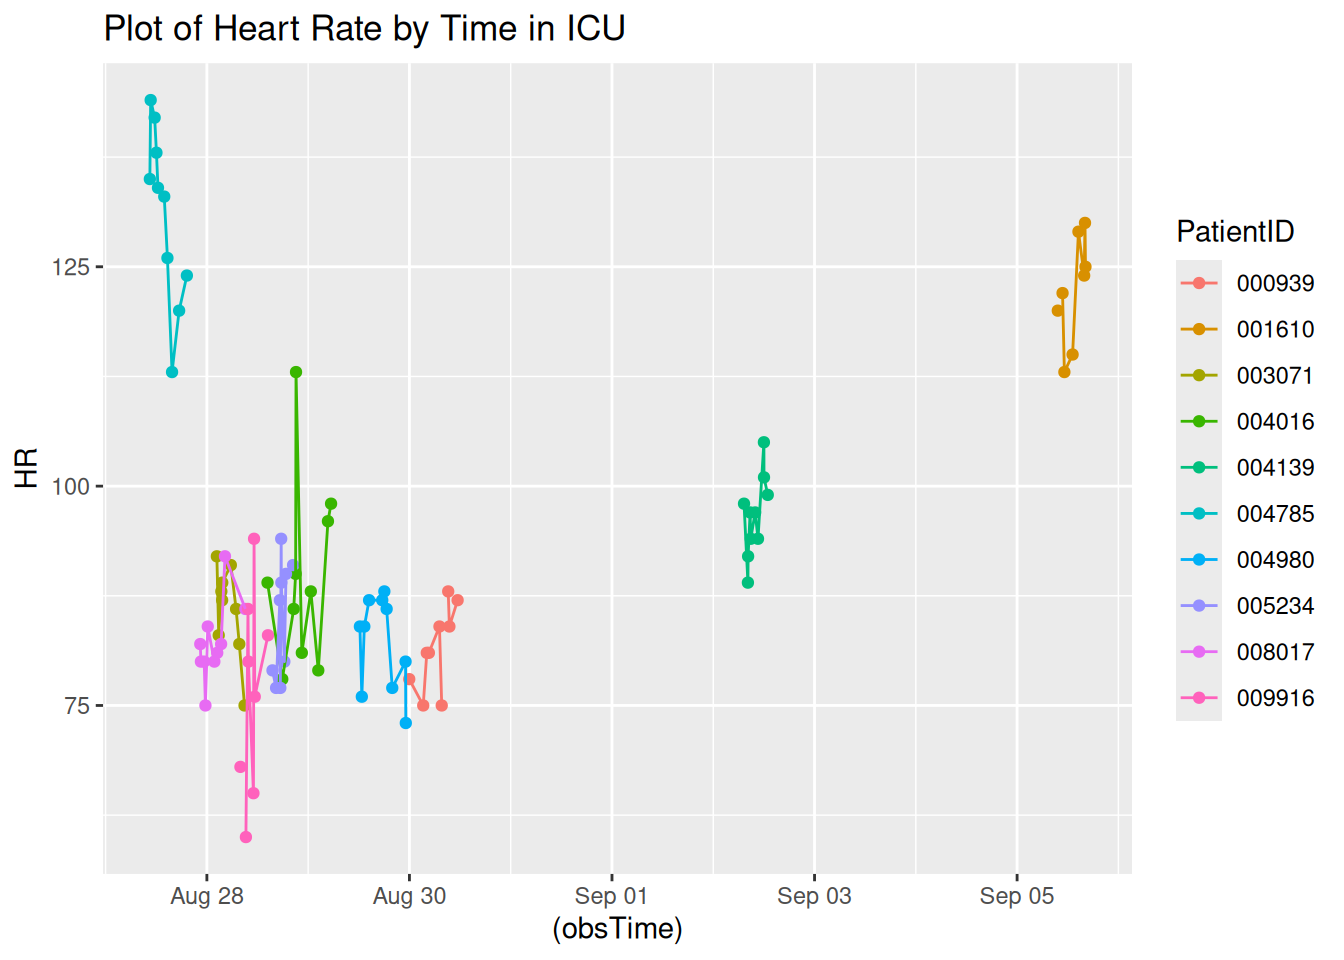 Plot of Heart Rate by Time in ICU
HR
125
100
75
Aug 28
Aug 30
Sep 01
Sep 03
Sep 05
(obsTime)
PatientID
000939
001610
003071
004016
004139
004785
004980
005234
008017
009916